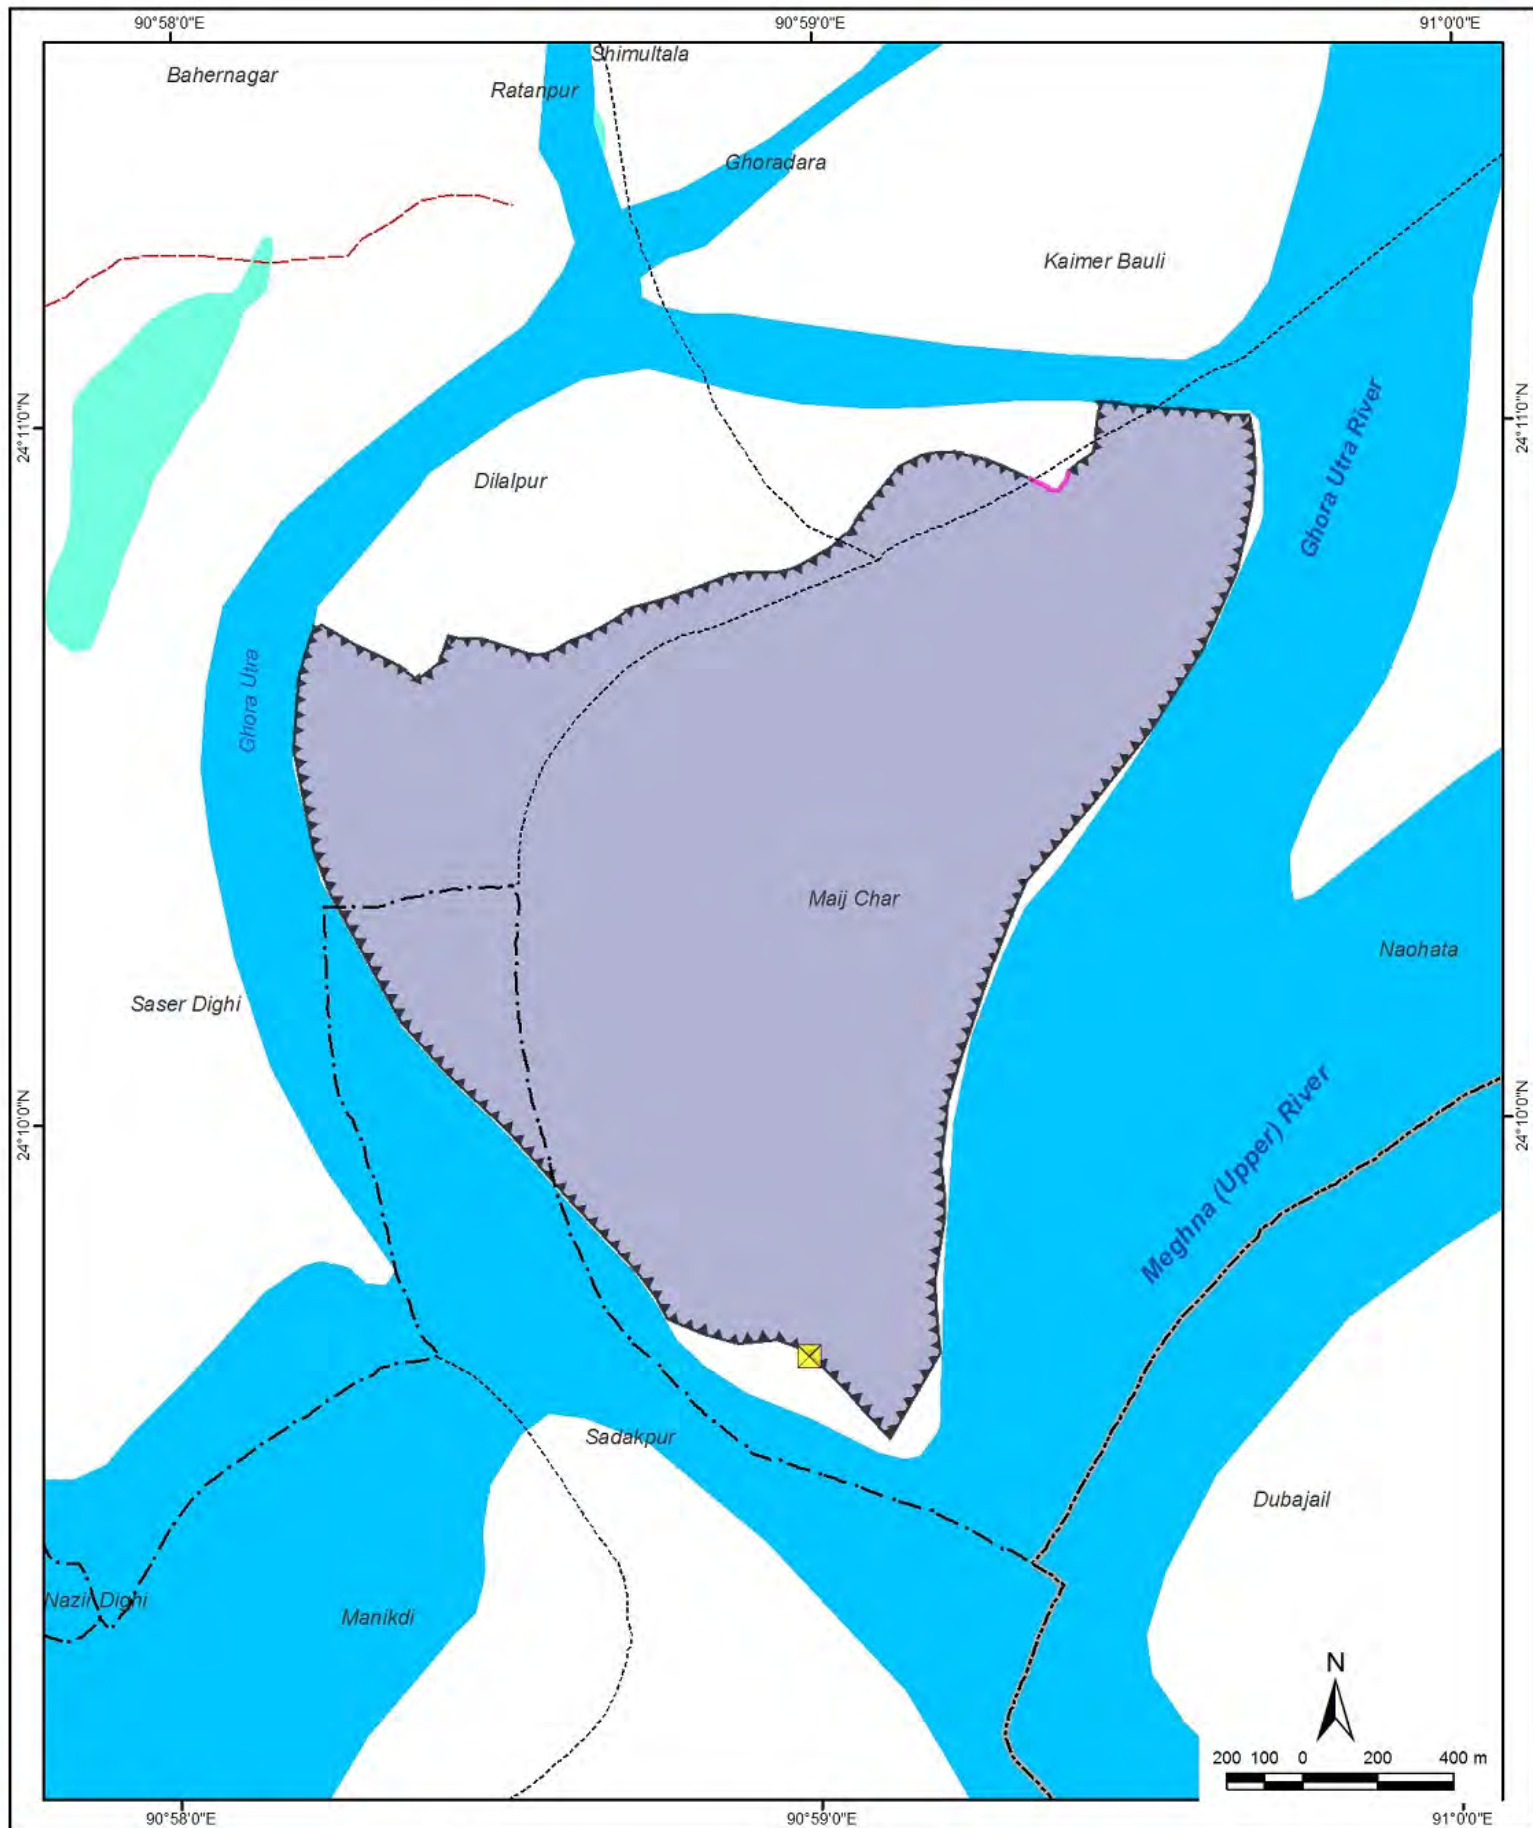 90°58'0"E
90°59'0"E
91°0'0"E
Shimultala
Bahernagar
Ratanpur
Ghoradara
Kaimer Bauli
24°11'0"N
24°11'0"N
Ghora Utra River
Dilalpur
Ghora Utra
Maij Char
Naohata
Saser Dighi
24°10'0"N
24°10'0"N
Meghna (Upper) River
Sadakpur
Dubajail
Nazir Dighi
Manikdi
N
200 100 0 200 400 m
90°58'0"E
90°59'0"E
91°0'0"E